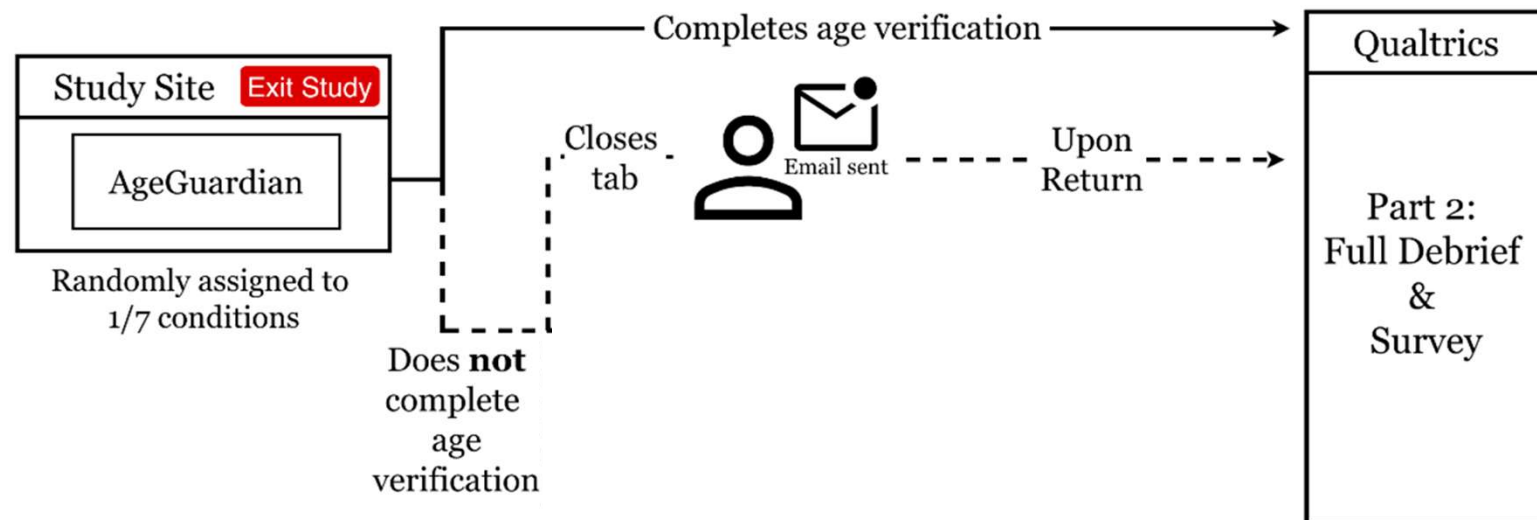 Completes age verification
Study Site
Exit Study
AgeGuardian
Randomly assigned to
1/7 conditions
Does not
complete
age
verification
Closes
tab
Email sent
Upon
Return
Qualtrics
Part 2:
Full Debrief
&
Survey